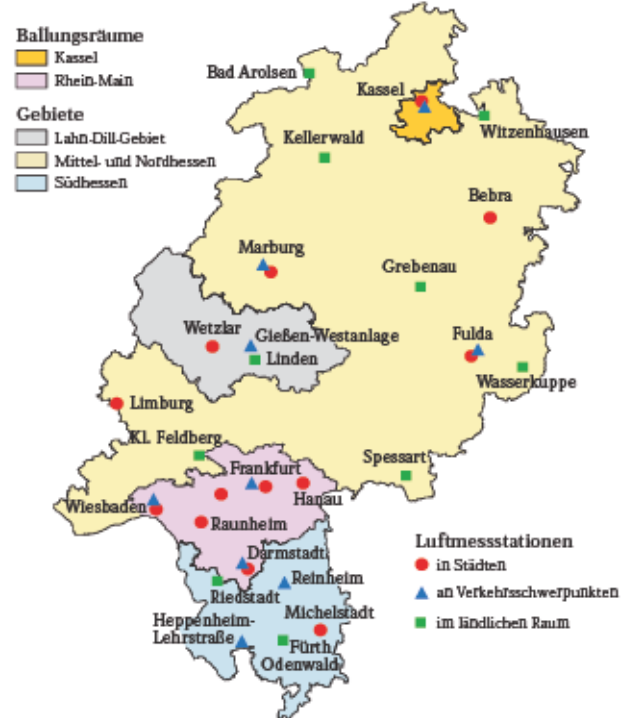 Ballungsräume
Kassel
Rhein-Main
Gebiete
Lahn-Dill-Gebiet
Mittel- und Nordhessen
Südhessen
Bad Arolsen
Kassel
Witzenhausen
Kellerwald
Bebra
Marburg
Grebenau
Wetzlar
Gießen-Westanlage
Linden
Fulda
Wasserkuppe
Limburg
Kl. Feldberg
Spessart
Frankfurt
Hanau
Wiesbaden
Raunheim
Darmstadt
Reinheim
Riedstadt
Michelstadt
Heppenheim-
Lehrstraße
Fürth/
Odenwald
Luftmessstationen
in Städten
an Verkehrsschwerpunkten
im ländlichen Raum